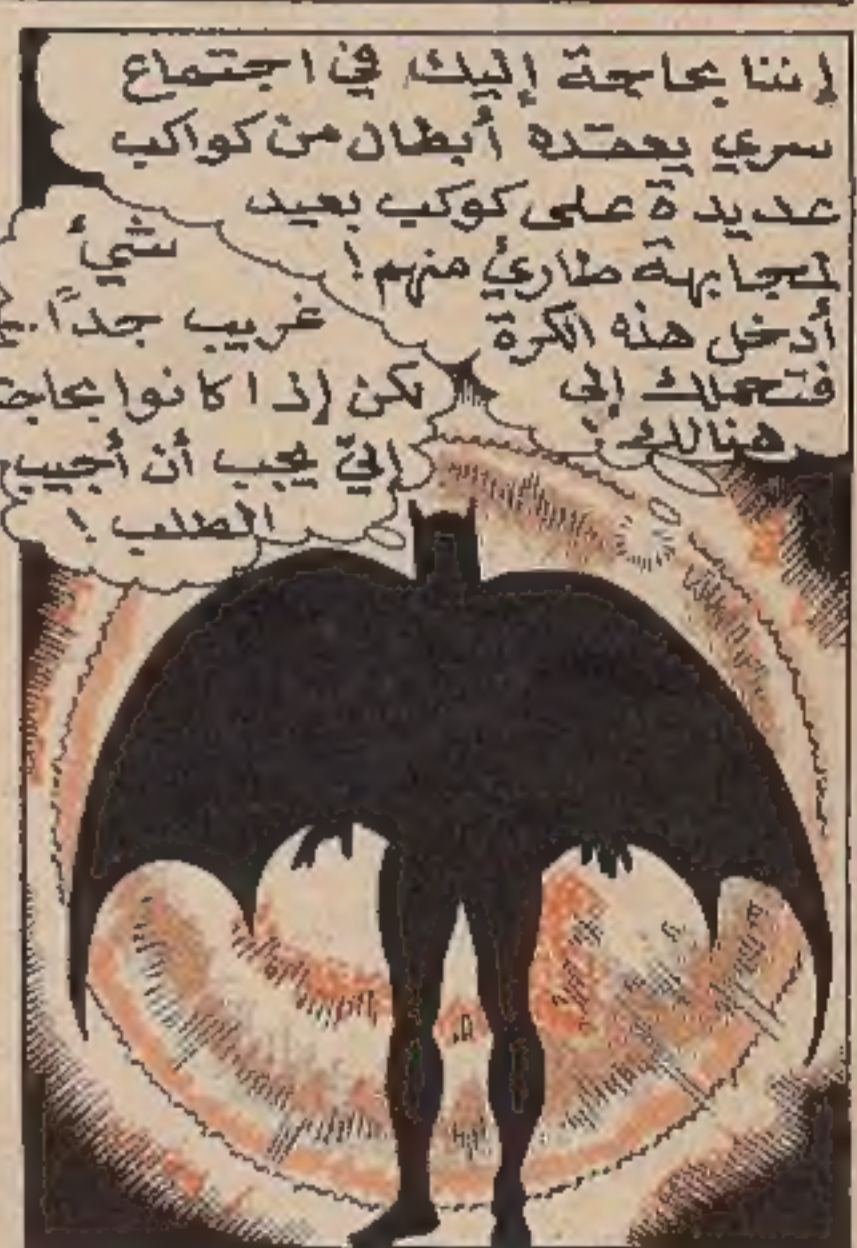 إننا بحاجة إليك في اجتماع
سري يعقده أبطال من كواكب
عديدة على كوكب بعيد
لمجابهة طارئ منهم!
أدخل هذه الكرة
فتحملك إلى
هنالك!
شيء
غريب جداً..
لكن إذا كانوا بحاجة
إليّ يجب أن أجيب
الطلب!